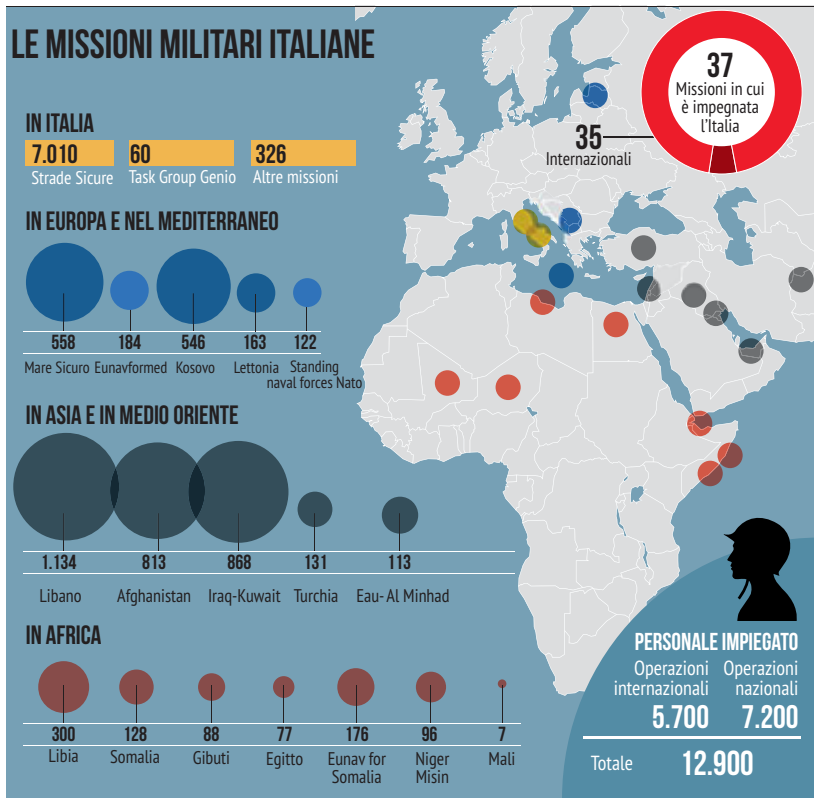 LE MISSIONI MILITARI ITALIANE
37
Missioni in cui
è impegnata
l'Italia
35
Internazionali
IN ITALIA
7.010 60 326
Strade Sicure Task Group Genio Altre missioni
IN EUROPA E NEL MEDITERRANEO
558 184 546 163 122
Mare Sicuro Eunavformed Kosovo Lettonia Standing
naval forces Nato
IN ASIA E IN MEDIO ORIENTE
1.134 813 868 131 113
Libano Afghanistan Iraq-Kuwait Turchia Eau- Al Minhad
IN AFRICA
300 128 88 77 176 96 7
Libia Somalia Gibuti Egitto Eunav for Niger Mali
Somalia Misin
PERSONALE IMPIEGATO
Operazioni Operazioni
internazionali nazionali
5.700 7.200
Totale 12.900